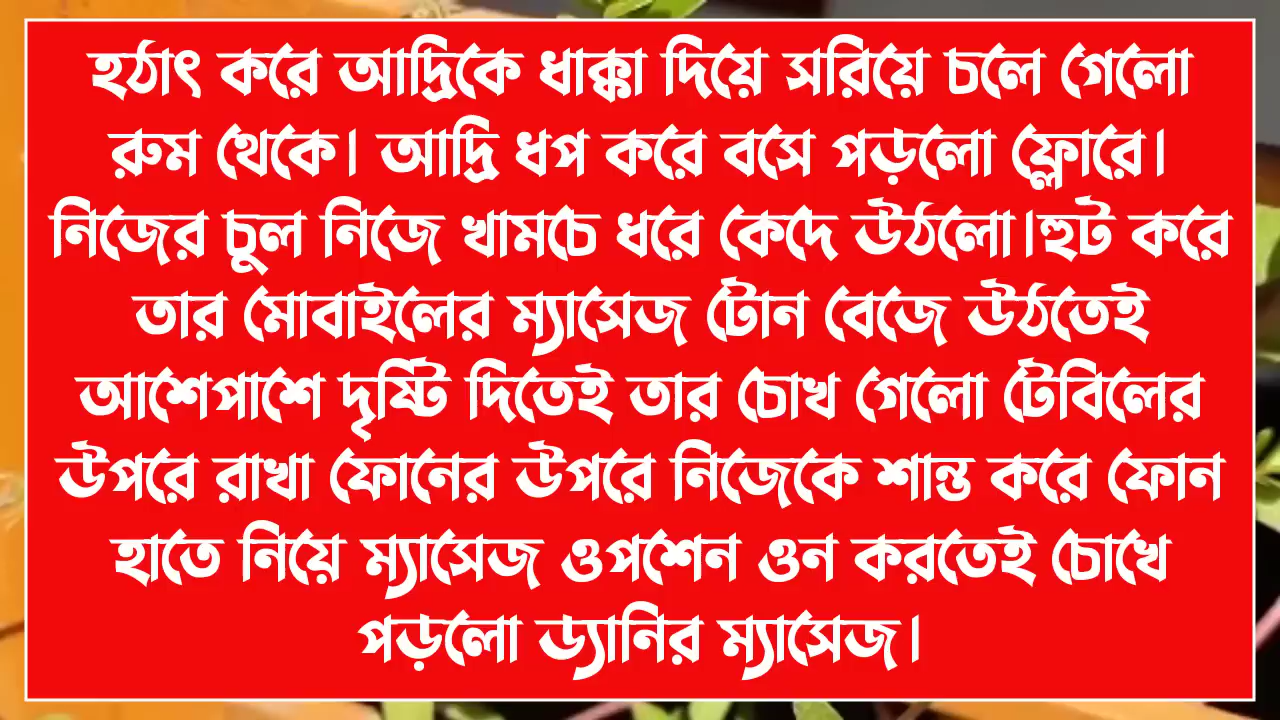 হঠাৎ করে আদ্রিকে ধাক্কা দিয়ে সরিয়ে চলে গেলো
রুম থেকে। আদ্রি ধপ করে বসে পড়লো ফ্লোরে।
নিজের চুল নিজে খামচে ধরে কেদে উঠলো।হুট করে
তার মোবাইলের ম্যাসেজ টোন বেজে উঠতেই
আশেপাশে দৃষ্টি দিতেই তার চোখ গেলো টেবিলের
উপরে রাখা ফোনের উপরে নিজেকে শান্ত করে ফোন
হাতে নিয়ে ম্যাসেজ ওপশেন ওন করতেই চোখে
পড়লো ড্যানির ম্যাসেজ।